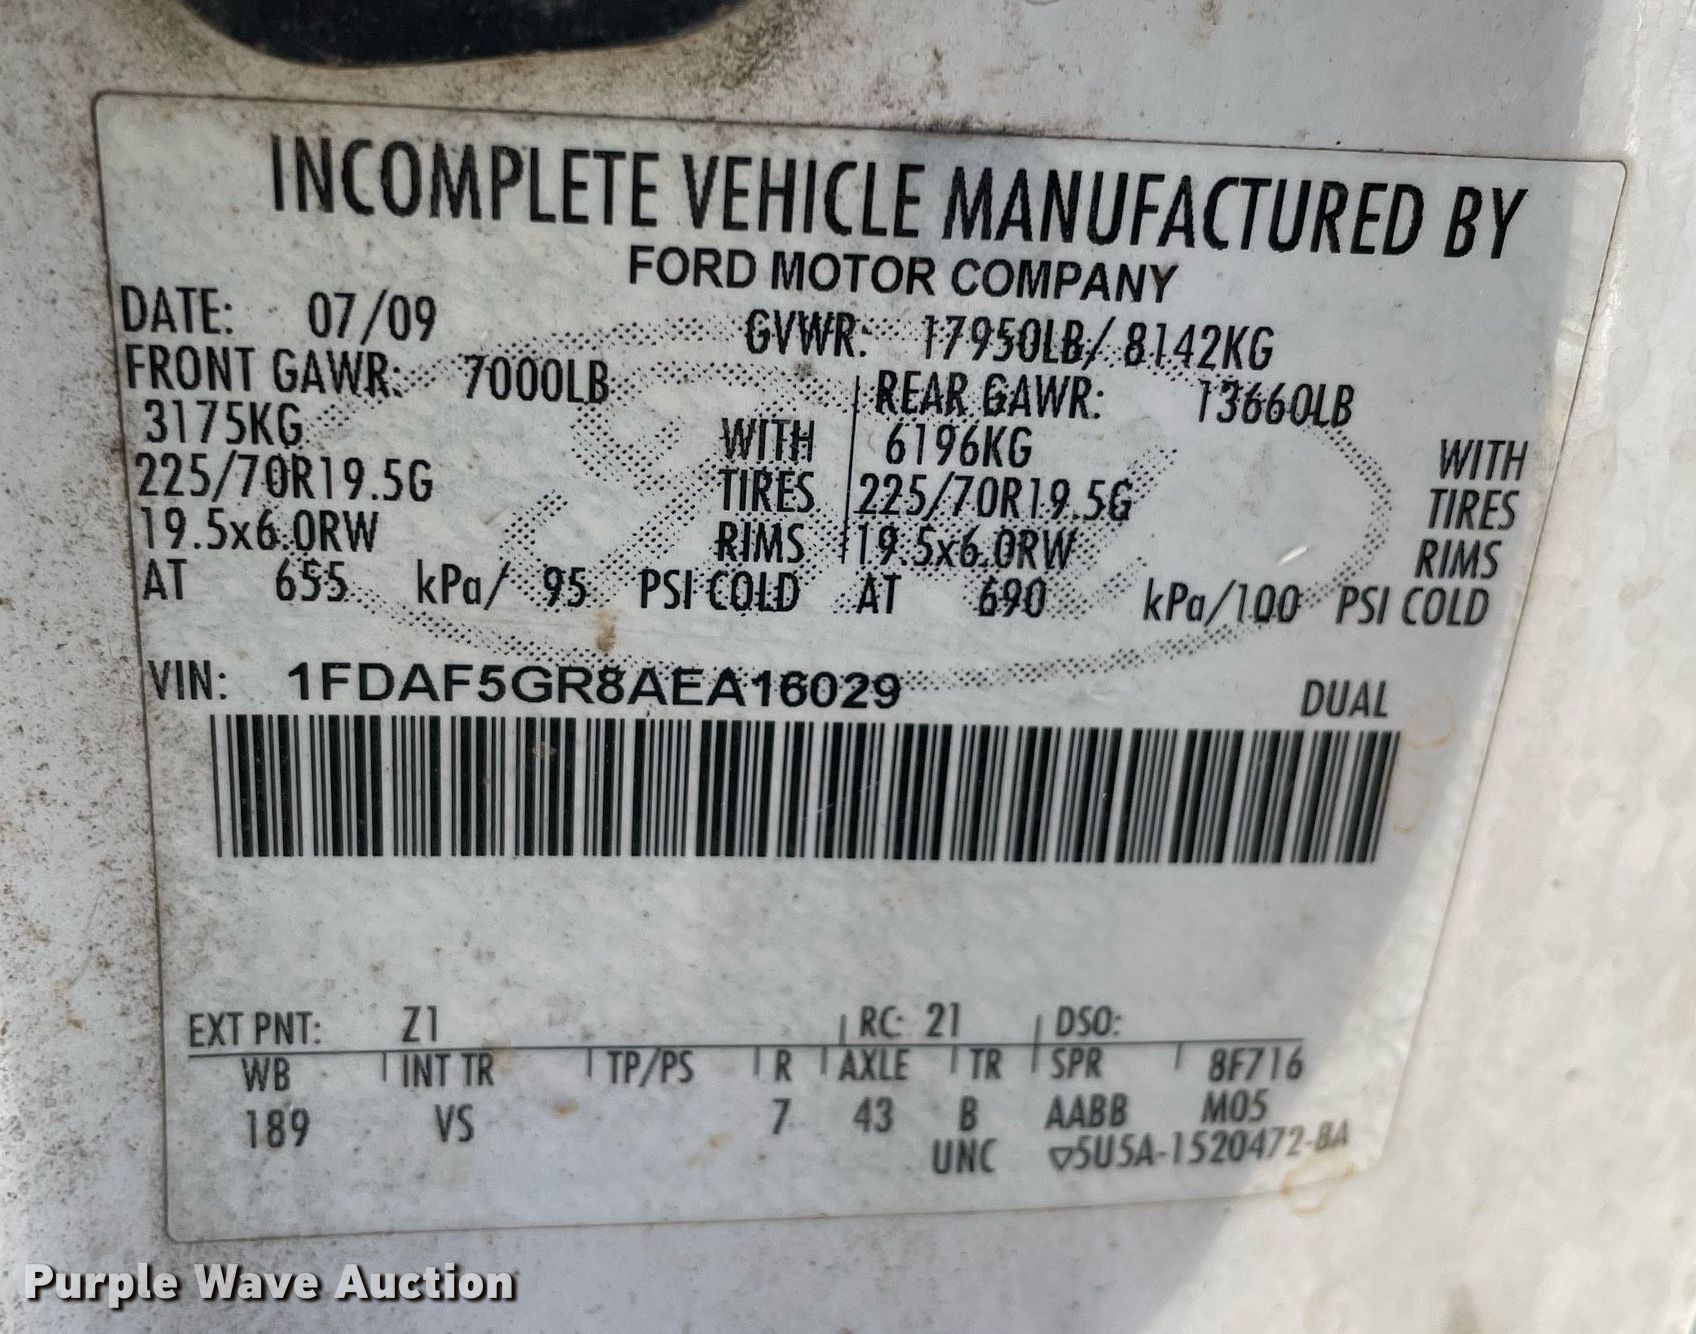 INCOMPLETE VEHICLE MANUFACTURED BY
FORD MOTOR COMPANY
DATE: 07/09 GVWR: 17950LB/ 8142KG
FRONT GAWR: 7000LB REAR GAWR: 13660LB
3175KG WITH 6196KG WITH
225/70R19.5G TIRES 225/70R19.5G TIRES
19.5x6.0RW RIMS 19.5x6.0RW RIMS
AT 655 kPa/ 95 PSI COLD AT 690 kPa/100 PSI COLD
VIN: 1FDAF5GR8AEA16029 DUAL
EXT PNT: Z1 RC: 21 DSO:
WB INT TR TP/PS R AXLE TR SPR 8F716
189 VS 7 43 B AABB M05
UNC ▽5U5A-1520472-8A
Purple Wave Auction